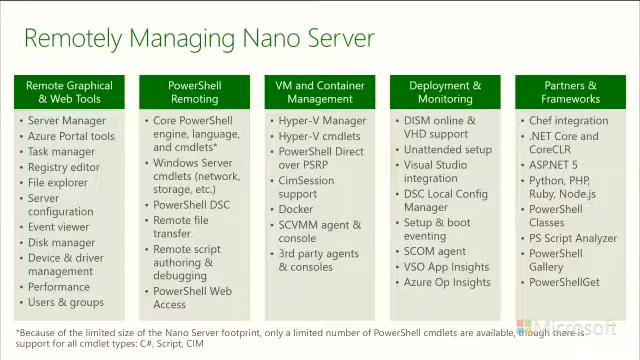 Remotely Managing Nano Server
Remote Graphical
& Web Tools
• Server Manager
• Azure Portal tools
• Task manager
• Registry editor
• File explorer
• Server
configuration
• Event viewer
• Disk manager
• Device & driver
management
• Performance
• Users & groups
PowerShell
Remoting
• Core PowerShell
engine, language,
and cmdlets*
• Windows Server
cmdlets (network,
storage, etc.)
• PowerShell DSC
• Remote file
transfer
• Remote script
authoring &
debugging
• PowerShell Web
Access
VM and Container
Management
• Hyper-V Manager
• Hyper-V cmdlets
• PowerShell Direct
over PSRP
• CimSession
support
• Docker
• SCVMM agent &
console
• 3rd party agents
& consoles
Deployment &
Monitoring
• DISM online &
VHD support
• Unattended setup
• Visual Studio
integration
• DSC Local Config
Manager
• Setup & boot
eventing
• SCOM agent
• VSO App Insights
• Azure Op Insights
Partners &
Frameworks
• Chef integration
• .NET Core and
CoreCLR
• ASP.NET 5
• Python, PHP,
Ruby, Node.js
• PowerShell
Classes
• PS Script Analyzer
• PowerShell
Gallery
• PowerShellGet
Microsoft
*Because of the limited size of the Nano Server footprint, only a limited number of PowerShell cmdlets are available, though there is
support for all cmdlet types: C#, Script, CIM